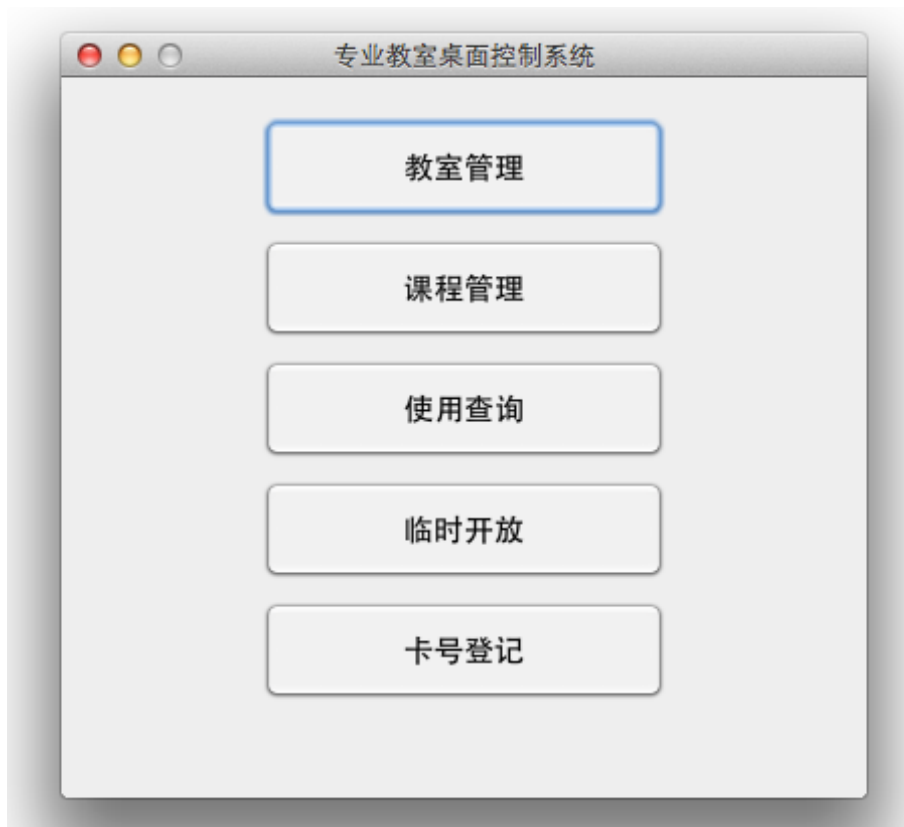 专业教室桌面控制系统
教室管理
课程管理
使用查询
临时开放
卡号登记